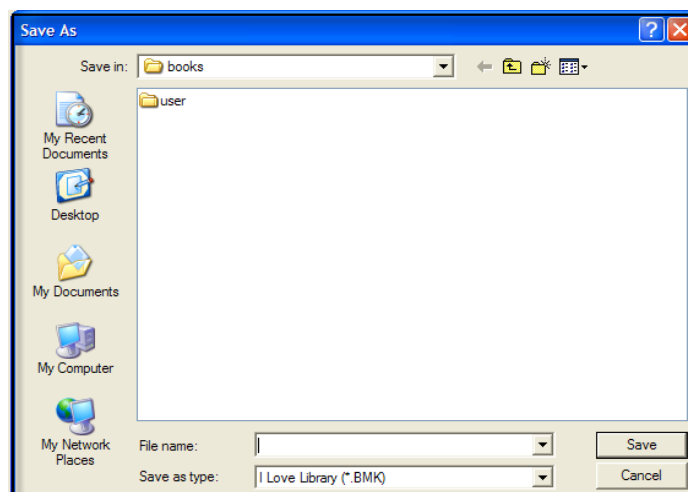 Save As
?
X
Save in:
books
user
My Recent
Documents
Desktop
My Documents
My Computer
My Network
Places
File name:
Save
Save as type:
I Love Library (*.BMK)
Cancel